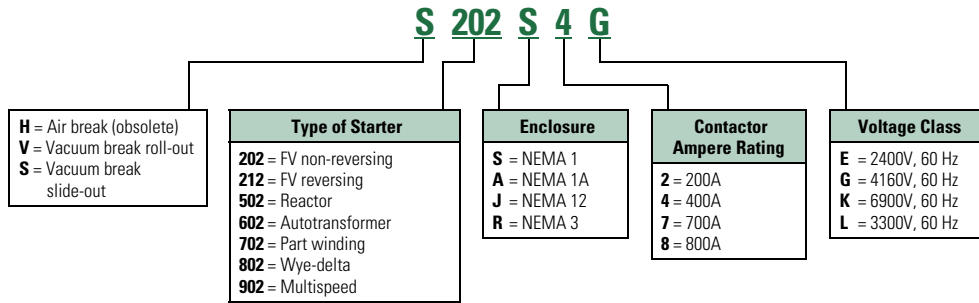 S 202 S 4 G
H = Air break (obsolete)
V = Vacuum break roll-out
S = Vacuum break
slide-out
Type of Starter
202 = FV non-reversing
212 = FV reversing
502 = Reactor
602 = Autotransformer
702 = Part winding
802 = Wye-delta
902 = Multispeed
Enclosure
S = NEMA 1
A = NEMA 1A
J = NEMA 12
R = NEMA 3
Contactor
Ampere Rating
2 = 200A
4 = 400A
7 = 700A
8 = 800A
Voltage Class
E = 2400V, 60 Hz
G = 4160V, 60 Hz
K = 6900V, 60 Hz
L = 3300V, 60 Hz